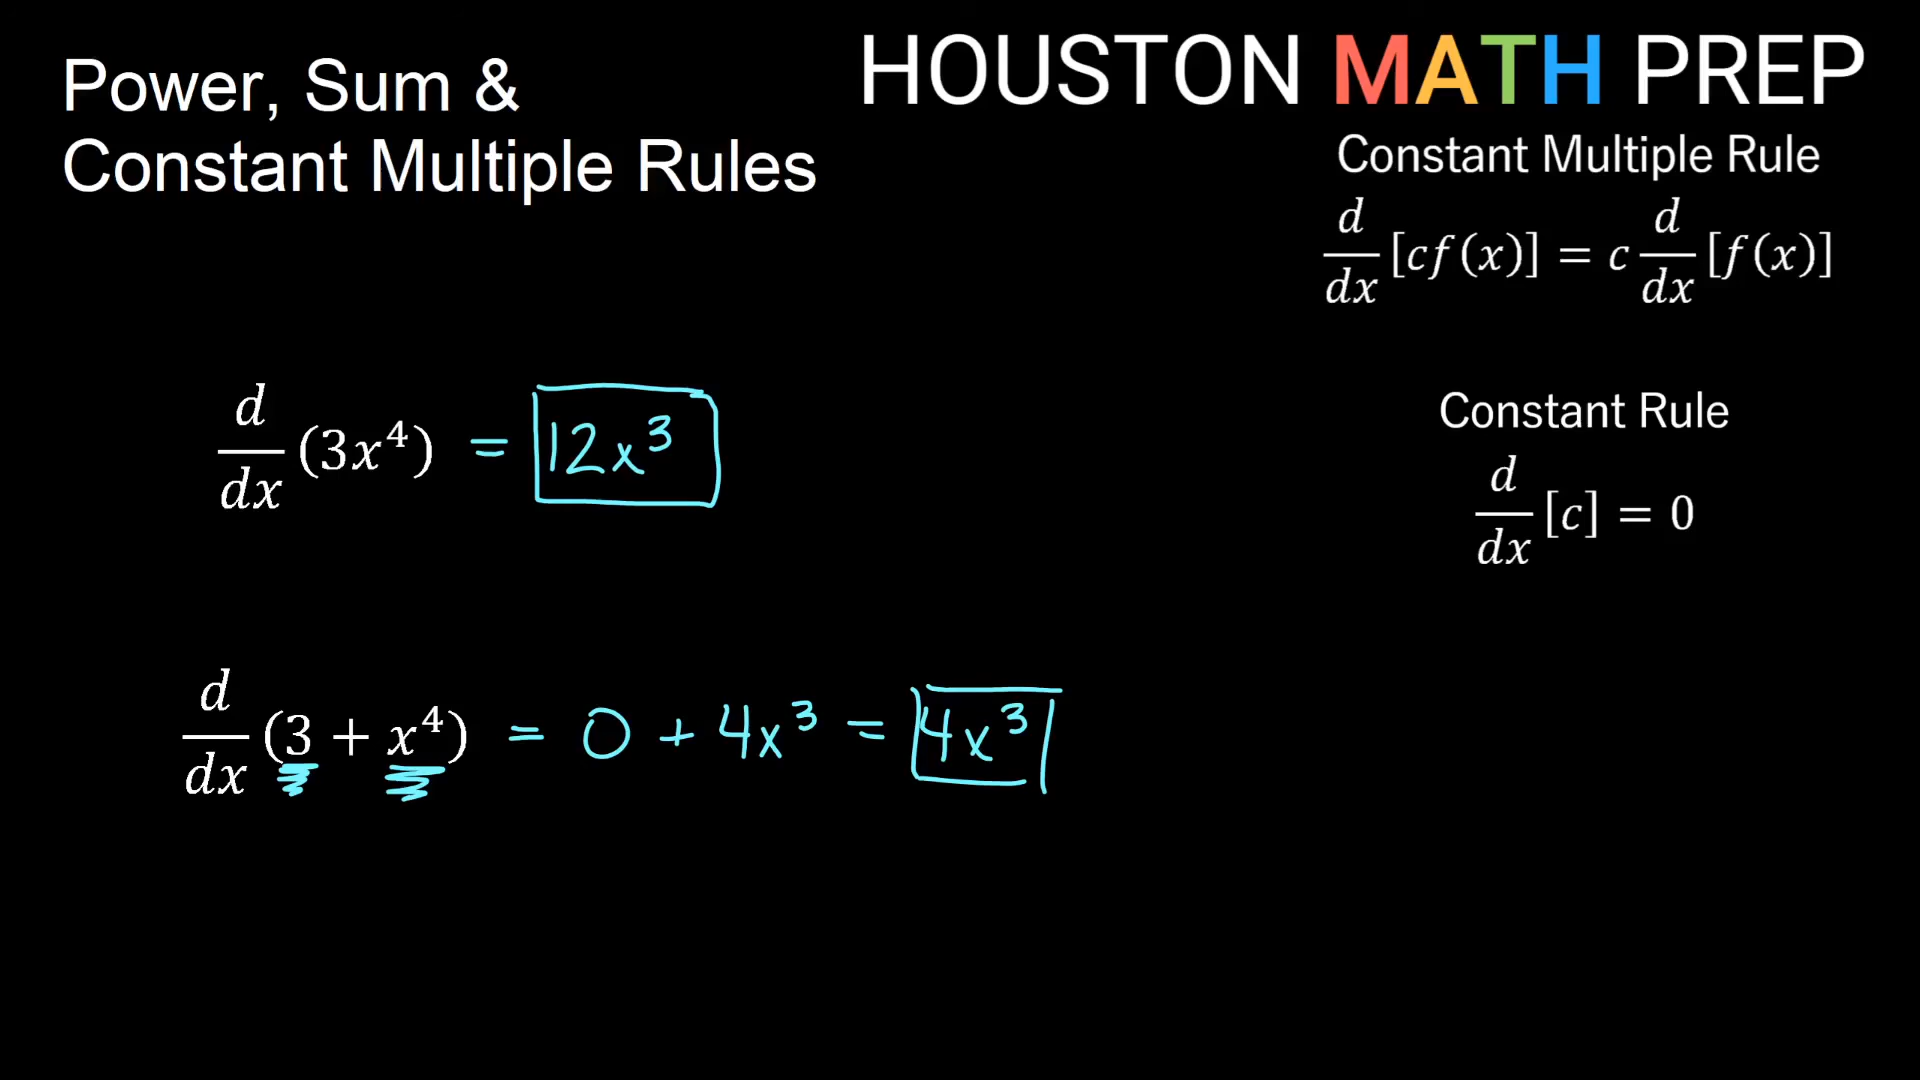 Power, Sum &
Constant Multiple Rules
HOUSTON MATH PREP
Constant Multiple Rule
d/dx [cf(x)] = c d/dx [f(x)]
Constant Rule
d/dx [c] = 0
d/dx (3x⁴) = 12x³
d/dx (3 + x⁴) = 0 + 4x³ = 4x³